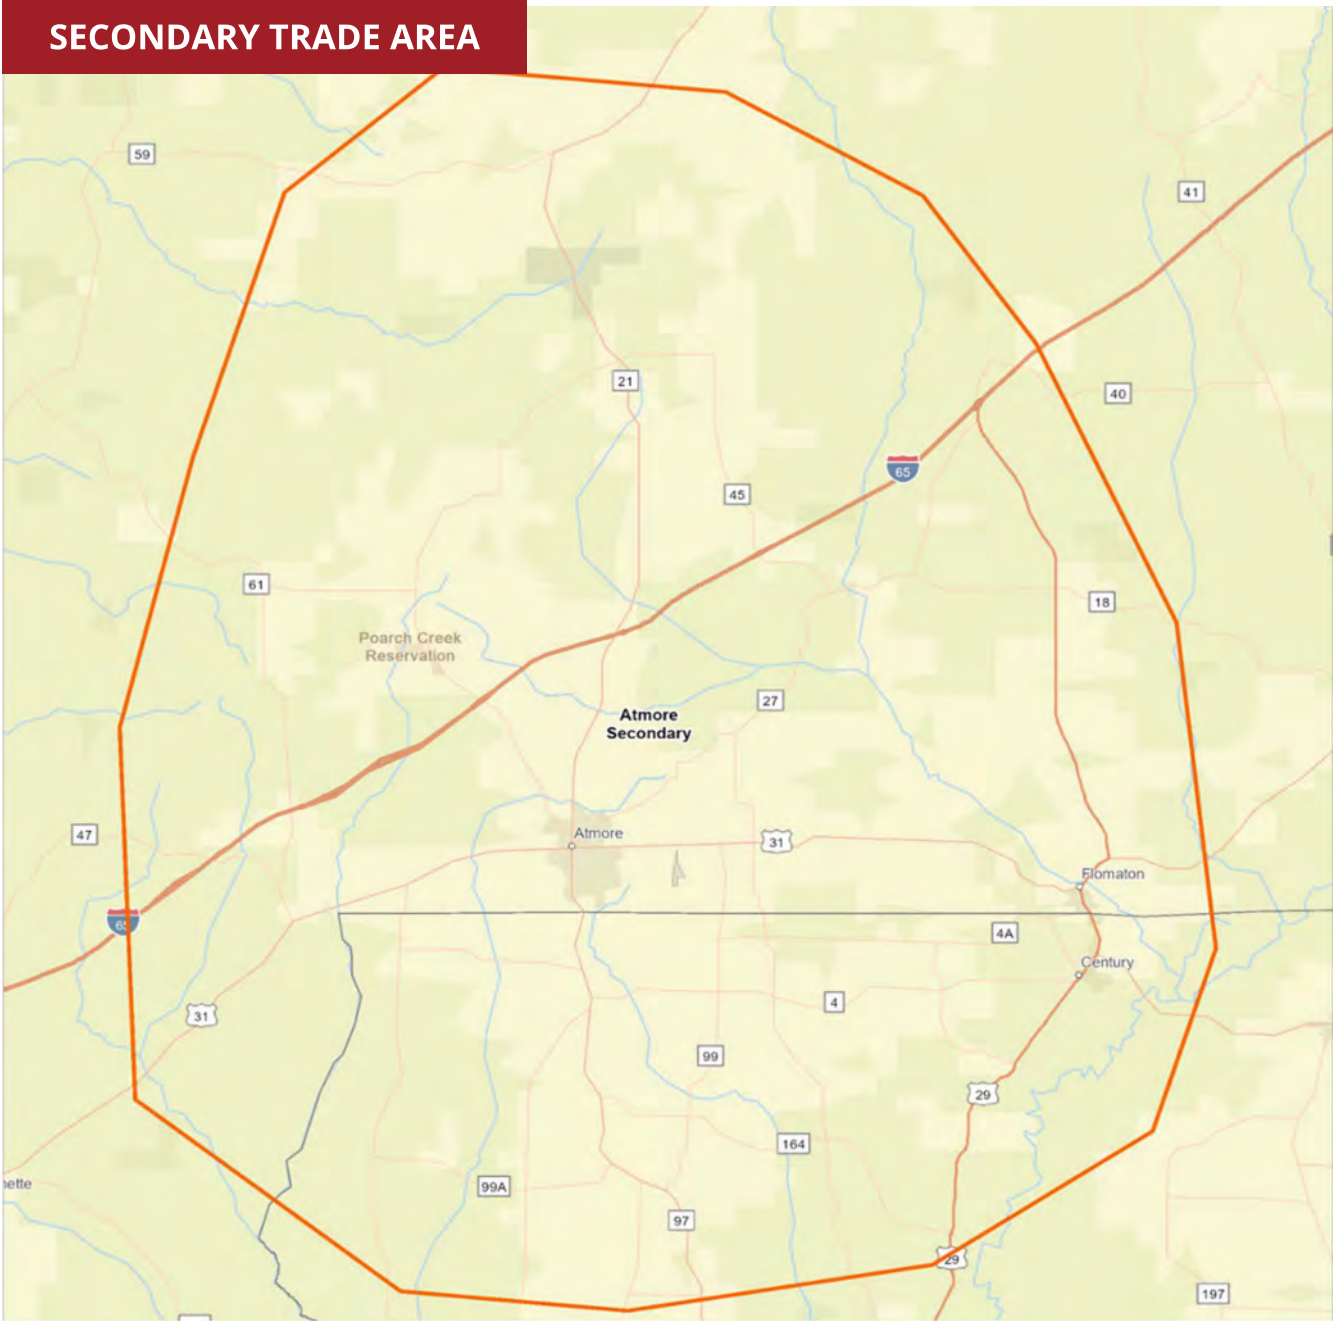 SECONDARY TRADE AREA
59
41
21
40
65
45
61
18
Poarch Creek
Reservation
27
Atmore
Secondary
47
Atmore
31
Flomaton
65
4A
Century
4
31
99
29
164
nette
99A
97
29
197